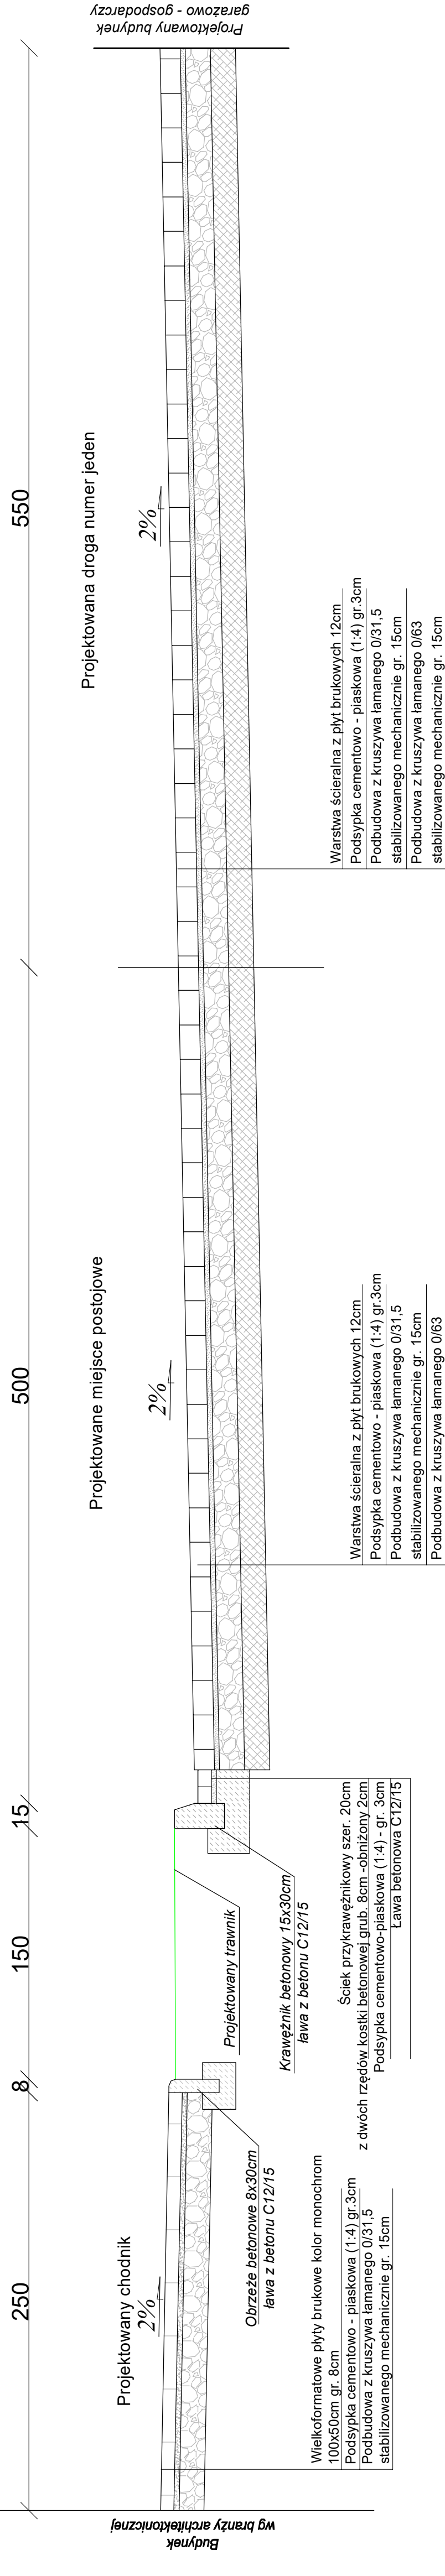 Budynek
wg branży architektonicznej
250
8
150
15
500
550
Projektowany chodnik
2%
Projektowane miejsce postojowe
2%
Projektowana droga numer jeden
2%
Projektowany budynek
garażowo - gospodarczy
Wielkoformatowe płyty brukowe kolor monochrom
100x50cm gr. 8cm
Podsypka cementowo - piaskowa (1:4) gr.3cm
Podbudowa z kruszywa łamanego 0/31,5
stabilizowanego mechanicznie gr. 15cm
Obrzeże betonowe 8x30cm
ława z betonu C12/15
Projektowany trawnik
Krawężnik betonowy 15x30cm
ława z betonu C12/15
Ściek przykrawężnikowy szer. 20cm
z dwóch rzędów kostki betonowej grub. 8cm -obniżony 2cm
Podsypka cementowo-piaskowa (1:4) - gr. 3cm
Ława betonowa C12/15
Warstwa ścieralna z płyt brukowych 12cm
Podsypka cementowo - piaskowa (1:4) gr.3cm
Podbudowa z kruszywa łamanego 0/31,5
stabilizowanego mechanicznie gr. 15cm
Podbudowa z kruszywa łamanego 0/63
Warstwa ścieralna z płyt brukowych 12cm
Podsypka cementowo - piaskowa (1:4) gr.3cm
Podbudowa z kruszywa łamanego 0/31,5
stabilizowanego mechanicznie gr. 15cm
Podbudowa z kruszywa łamanego 0/63
stabilizowanego mechanicznie gr. 15cm